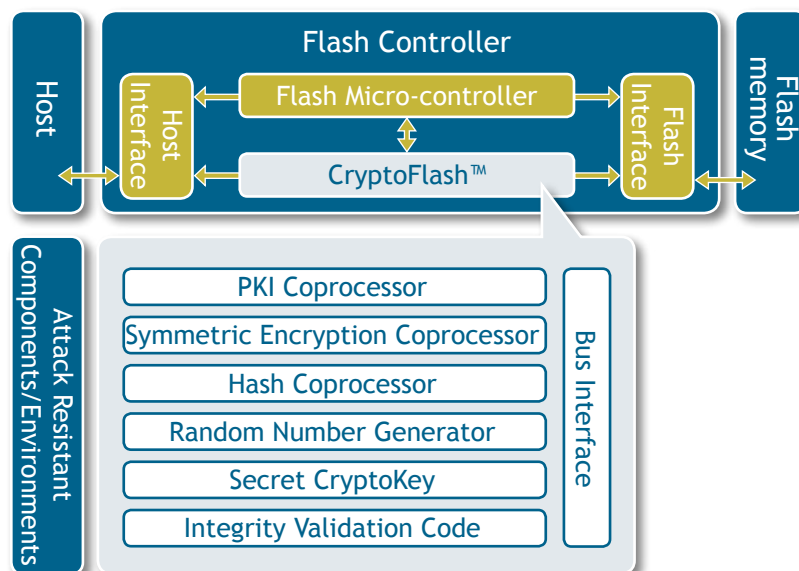 Host
Flash Controller
Host
Interface
Flash Micro-controller
CryptoFlash™
Flash
Interface
Flash
memory
Attack Resistant
Components/Environments
PKI Coprocessor
Symmetric Encryption Coprocessor
Hash Coprocessor
Random Number Generator
Secret CryptoKey
Integrity Validation Code
Bus Interface